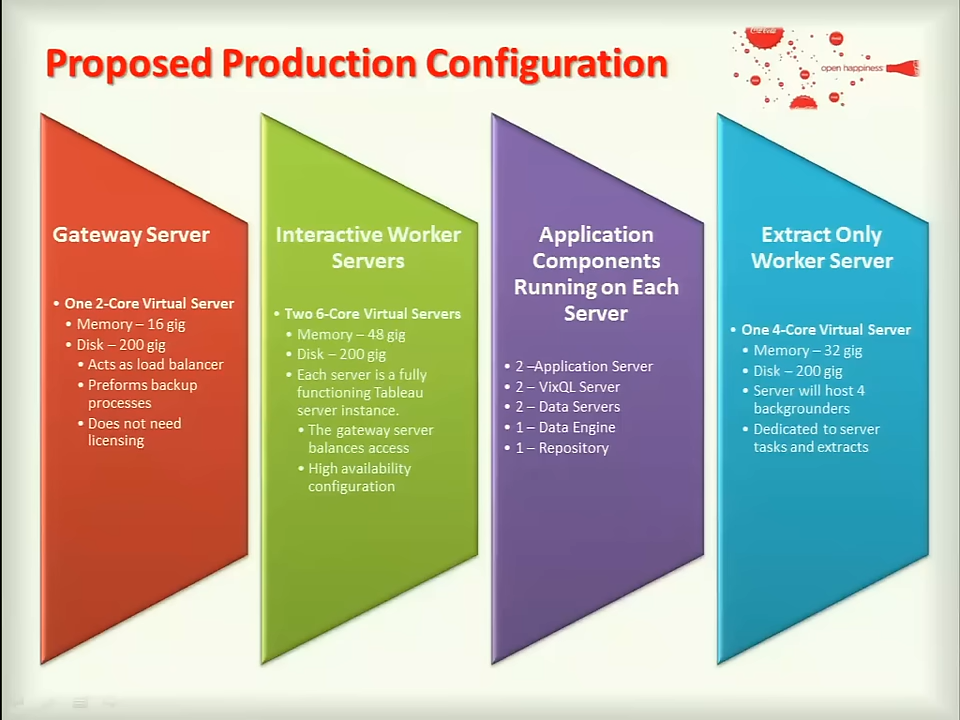 Proposed Production Configuration
Coca-Cola
open happiness
Gateway Server
• One 2-Core Virtual Server
• Memory – 16 gig
• Disk – 200 gig
• Acts as load balancer
• Preforms backup
processes
• Does not need
licensing
Interactive Worker
Servers
• Two 6-Core Virtual Servers
• Memory – 48 gig
• Disk – 200 gig
• Each server is a fully
functioning Tableau
server instance.
• The gateway server
balances access
• High availability
configuration
Application
Components
Running on Each
Server
• 2 –Application Server
• 2 – VixQL Server
• 2 – Data Servers
• 1 – Data Engine
• 1 – Repository
Extract Only
Worker Server
• One 4-Core Virtual Server
• Memory – 32 gig
• Disk – 200 gig
• Server will host 4
backgrounders
• Dedicated to server
tasks and extracts